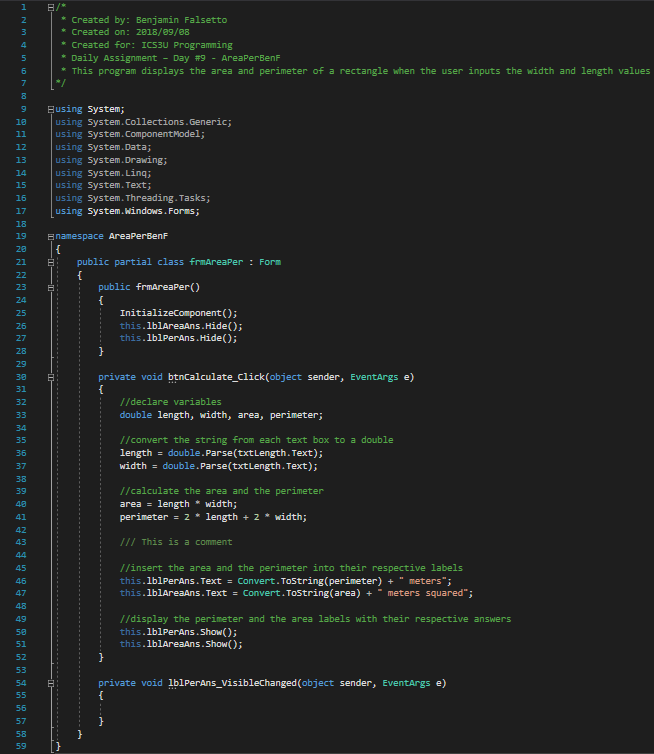 1 /*
2  * Created by: Benjamin Falsetto
3  * Created on: 2018/09/08
4  * Created for: ICS3U Programming
5  * Daily Assignment – Day #9 - AreaPerBenF
6  * This program displays the area and perimeter of a rectangle when the user inputs the width and length values
7 */
8
9 using System;
10 using System.Collections.Generic;
11 using System.ComponentModel;
12 using System.Data;
13 using System.Drawing;
14 using System.Linq;
15 using System.Text;
16 using System.Threading.Tasks;
17 using System.Windows.Forms;
18
19 namespace AreaPerBenF
20 {
21     public partial class frmAreaPer : Form
22     {
23         public frmAreaPer()
24         {
25             InitializeComponent();
26             this.lblAreaAns.Hide();
27             this.lblPerAns.Hide();
28         }
29
30         private void btnCalculate_Click(object sender, EventArgs e)
31         {
32             //declare variables
33             double length, width, area, perimeter;
34
35             //convert the string from each text box to a double
36             length = double.Parse(txtLength.Text);
37             width = double.Parse(txtLength.Text);
38
39             //calculate the area and the perimeter
40             area = length * width;
41             perimeter = 2 * length + 2 * width;
42
43             /// This is a comment
44
45             //insert the area and the perimeter into their respective labels
46             this.lblPerAns.Text = Convert.ToString(perimeter) + " meters";
47             this.lblAreaAns.Text = Convert.ToString(area) + " meters squared";
48
49             //display the perimeter and the area labels with their respective answers
50             this.lblPerAns.Show();
51             this.lblAreaAns.Show();
52         }
53
54         private void lblPerAns_VisibleChanged(object sender, EventArgs e)
55         {
56
57         }
58     }
59 }